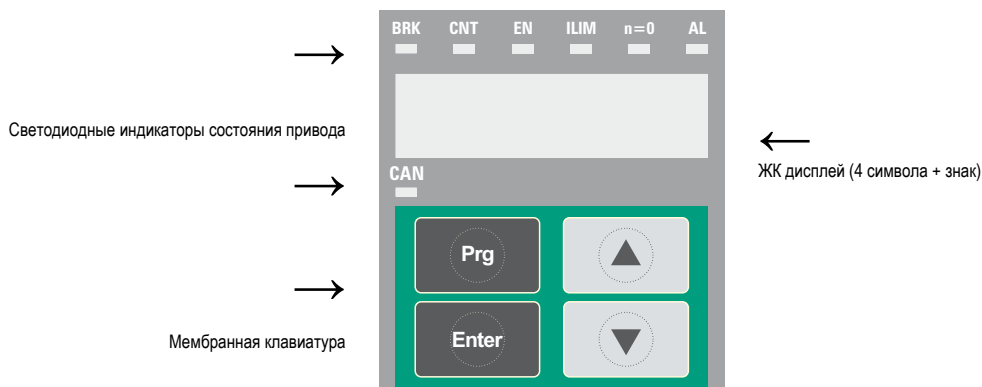 BRK CNT EN ILIM n=0 AL
Светодиодные индикаторы состояния привода
ЖК дисплей (4 символа + знак)
CAN
Prg
Мембранная клавиатура
Enter